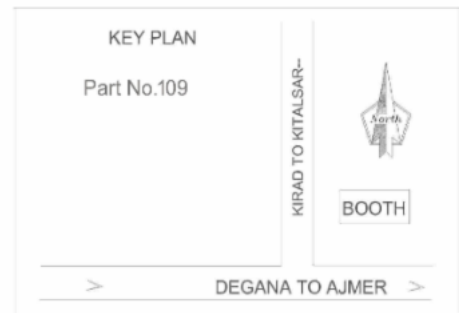 KEY PLAN
Part No.109
KIRAD TO KITALSAR--
North
BOOTH
> DEGANA TO AJMER >